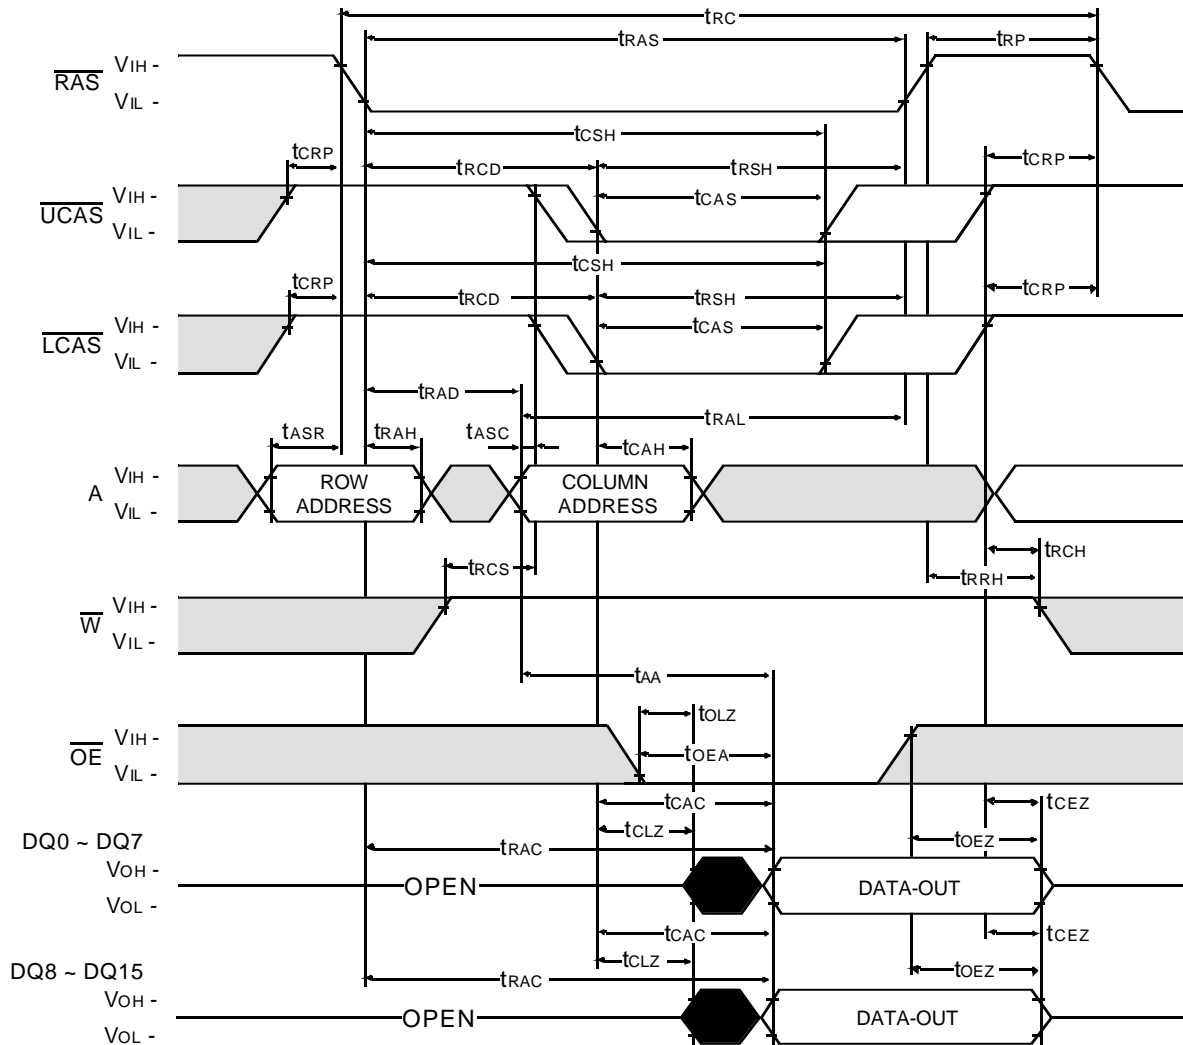 tRC
tRAS
tRP
RAS
VIH -
VIL -
tCSH
tCRP
tRCD
tRSH
tCRP
UCAS
VIH -
VIL -
tCAS
tCSH
tCRP
tRCD
tRSH
tCRP
LCAS
VIH -
VIL -
tCAS
tRAD
tRAL
tASR
tRAH
tASC
tCAH
A
VIH -
VIL -
ROW
ADDRESS
COLUMN
ADDRESS
tRCS
tRCH
tRRH
W
VIH -
VIL -
tAA
tOLZ
OE
VIH -
VIL -
tOEA
tCAC
tCEZ
tCLZ
tOEZ
DQ0 ~ DQ7
tRAC
VOH -
VOL -
OPEN
DATA-OUT
tCAC
tCEZ
tCLZ
tOEZ
DQ8 ~ DQ15
tRAC
VOH -
VOL -
OPEN
DATA-OUT